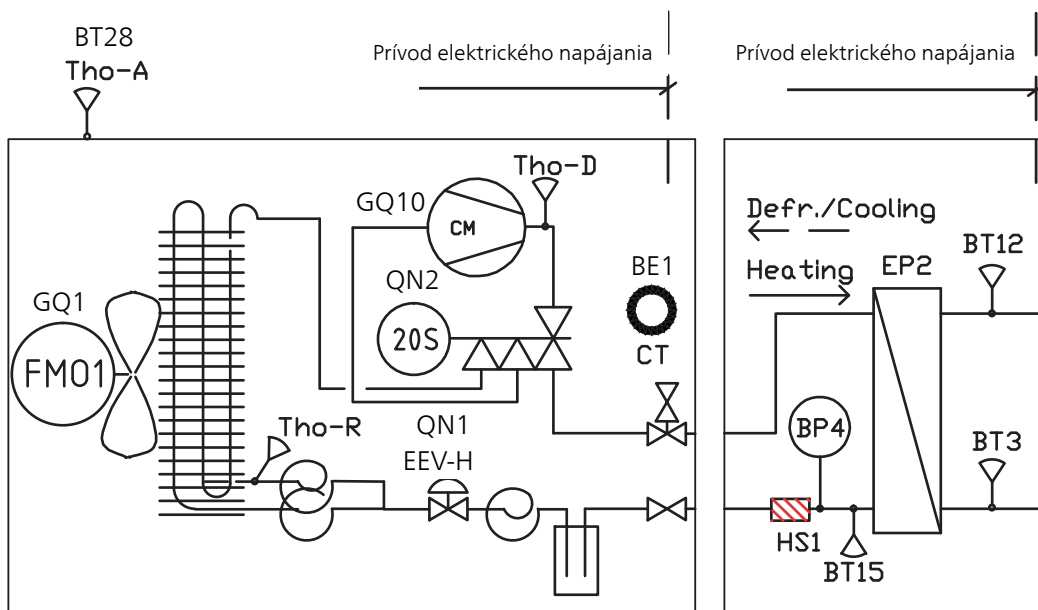 BT28
Tho-A
Prívod elektrického napájania
Prívod elektrického napájania
Tho-D
GQ10
CM
Defr./Cooling
BE1
BT12
QN2
Heating
EP2
GQ1
20S
CT
FM01
Tho-R
QN1
BP4
BT3
EEV-H
HS1
BT15